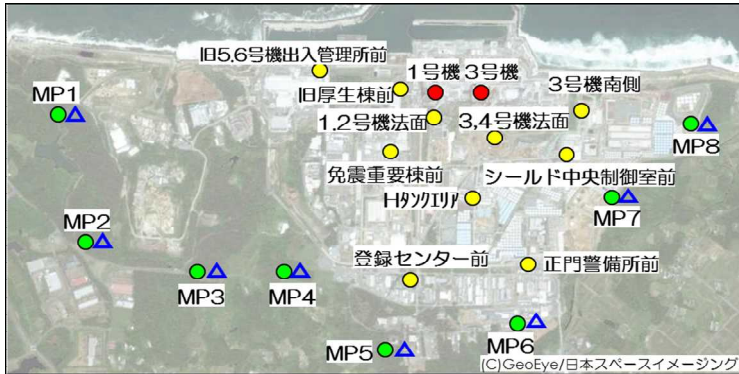 旧5.6号機出入管理所前
1号機
3号機
3号機南側
MP1
旧厚生棟前
1.2号機法面
3,4号機法面
MP8
免震重要棟前
シールド中央制御室前
Hﾀﾝｸｴﾘｱ
MP7
MP2
登録センター前
正門警備所前
MP3
MP4
MP5
MP6
(C)GeoEye/日本スペースイメージング